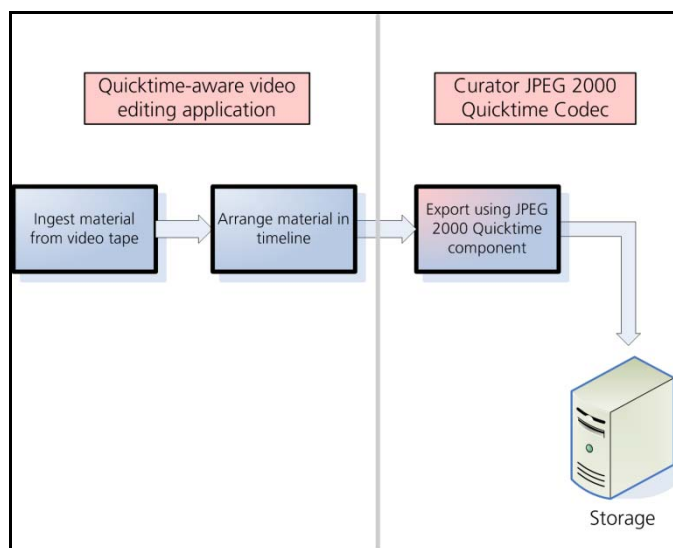 Quicktime-aware video
editing application
Curator JPEG 2000
Quicktime Codec
Ingest material
from video tape
Arrange material in
timeline
Export using JPEG
2000 Quicktime
component
Storage